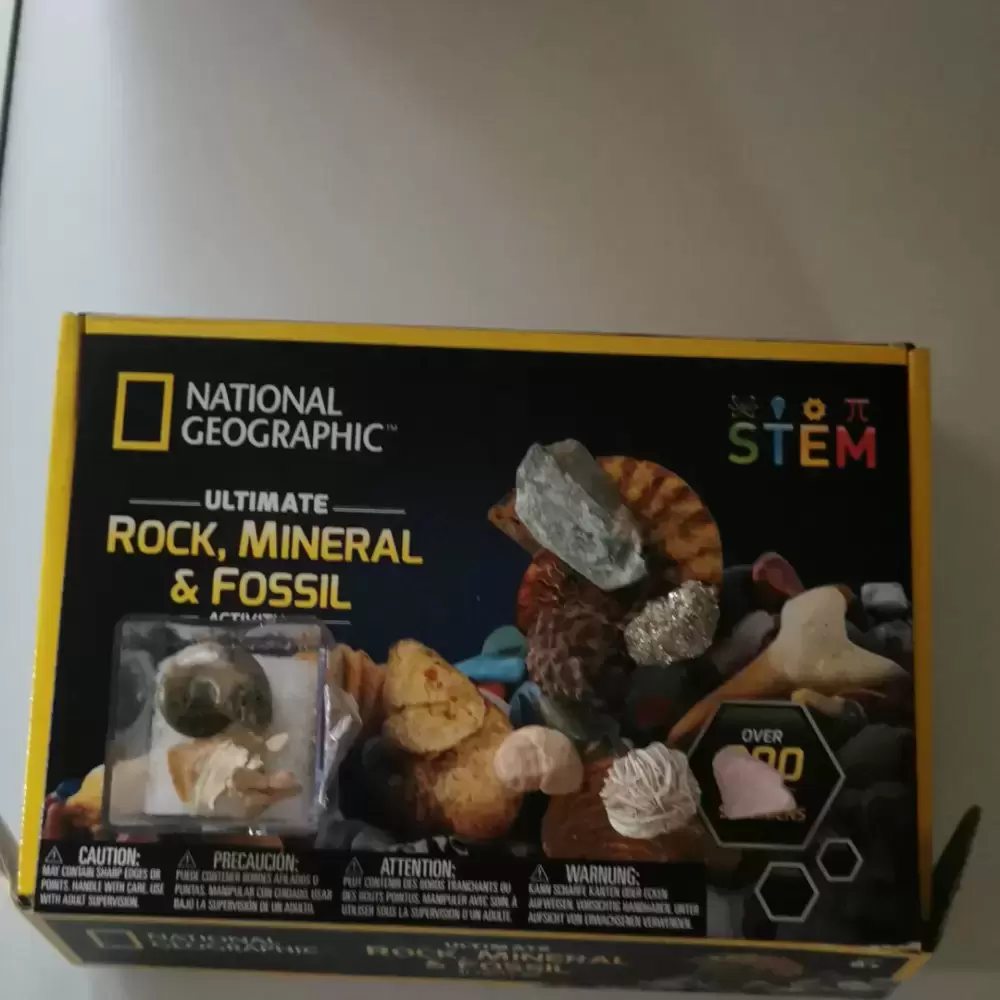 NATIONAL
GEOGRAPHIC™
STEM
ULTIMATE
ROCK, MINERAL
& FOSSIL
OVER
CAUTION:
MAY CONTAIN SHARP EDGES OR
POINTS. HANDLE WITH CARE. USE
WITH ADULT SUPERVISION.
PRECAUCIÓN:
PUEDE CONTENER BORDES AFILADOS O
PUNTAS. MANIPULAR CON CUIDADO. USAR
BAJO LA SUPERVISIÓN DE UN ADULTO.
ATTENTION:
PEUT CONTENIR DES BORDS TRANCHANTS OU
DES BOUTS POINTUS. MANIPULER AVEC SOIN. À
UTILISER SOUS LA SUPERVISION D'UN ADULTE.
WARNUNG:
KANN SCHARFE KANTEN ODER ECKEN
AUFWEISEN. VORSICHTIG HANDHABEN. UNTER
AUFSICHT VON ERWACHSENEN VERWENDEN.
NATIONAL
GEOGRAPHIC
ULTIMATE
ROCK, MINERAL
& FOSSIL